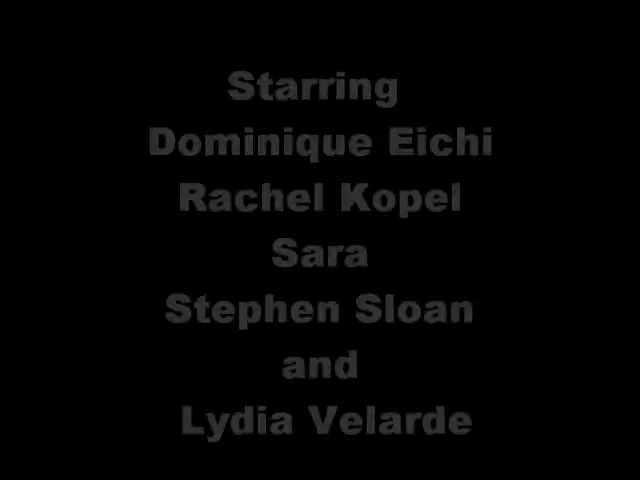 Starring
Dominique Eichi
Rachel Kopel
Sara
Stephen Sloan
and
Lydia Velarde